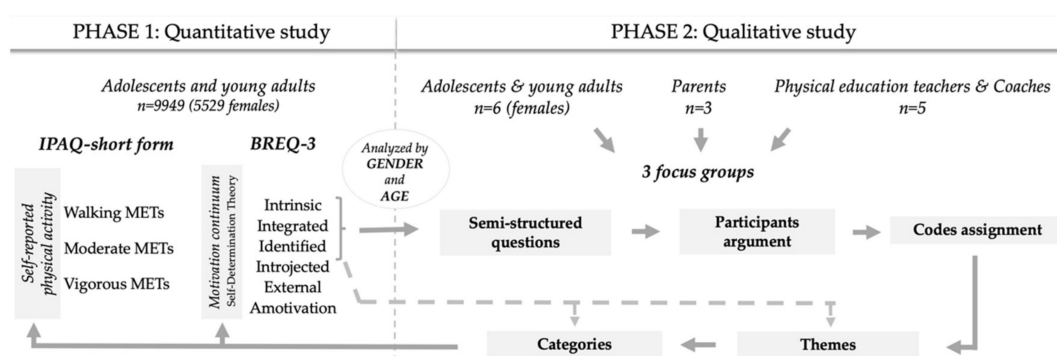 PHASE 1: Quantitative study
PHASE 2: Qualitative study
Adolescents and young adults
n=9949 (5529 females)
IPAQ-short form
BREQ-3
Self-reported
physical activity
Walking METs
Moderate METs
Vigorous METs
Motivation continuum
Self-Determination Theory
Intrinsic
Integrated
Identified
Introjected
External
Amotivation
Analyzed by
GENDER
and
AGE
Adolescents & young adults
n=6 (females)
Parents
n=3
Physical education teachers & Coaches
n=5
3 focus groups
Semi-structured
questions
Participants
argument
Codes assignment
Categories
Themes